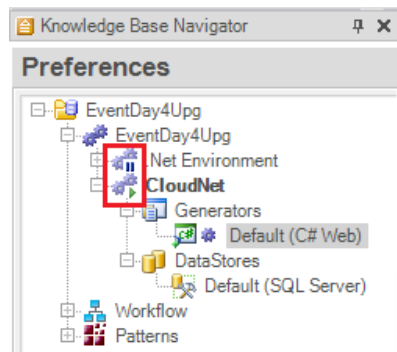 Knowledge Base Navigator
Preferences
EventDay4Upg
EventDay4Upg
.Net Environment
CloudNet
Generators
Default (C# Web)
DataStores
Default (SQL Server)
Workflow
Patterns